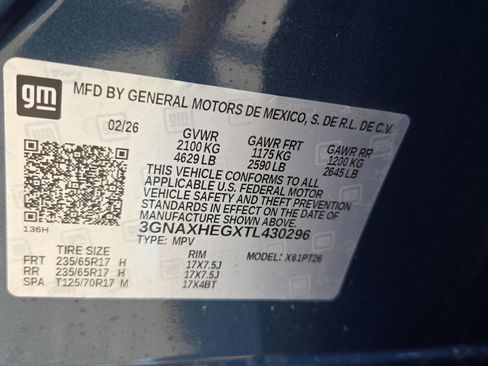 gm
MFD BY GENERAL MOTORS DE MEXICO, S. DE R.L. DE C.V.
02/26 GVWR GAWR FRT GAWR RR
2100 KG 1175 KG 1200 KG
4629 LB 2590 LB 2645 LB
THIS VEHICLE CONFORMS TO ALL
APPLICABLE U.S. FEDERAL MOTOR
VEHICLE SAFETY AND THEFT PREVENTION
STANDARDS IN EFFECT ON THE DATE OF
MANUFACTURE SHOWN ABOVE.
136H 3GNAXHEGXTL430296
TYPE: MPV MODEL: X61PT26
TIRE SIZE RIM
FRT 235/65R17 H 17X7.5J
RR 235/65R17 H 17X7.5J
SPA T125/70R17 M 17X4BT